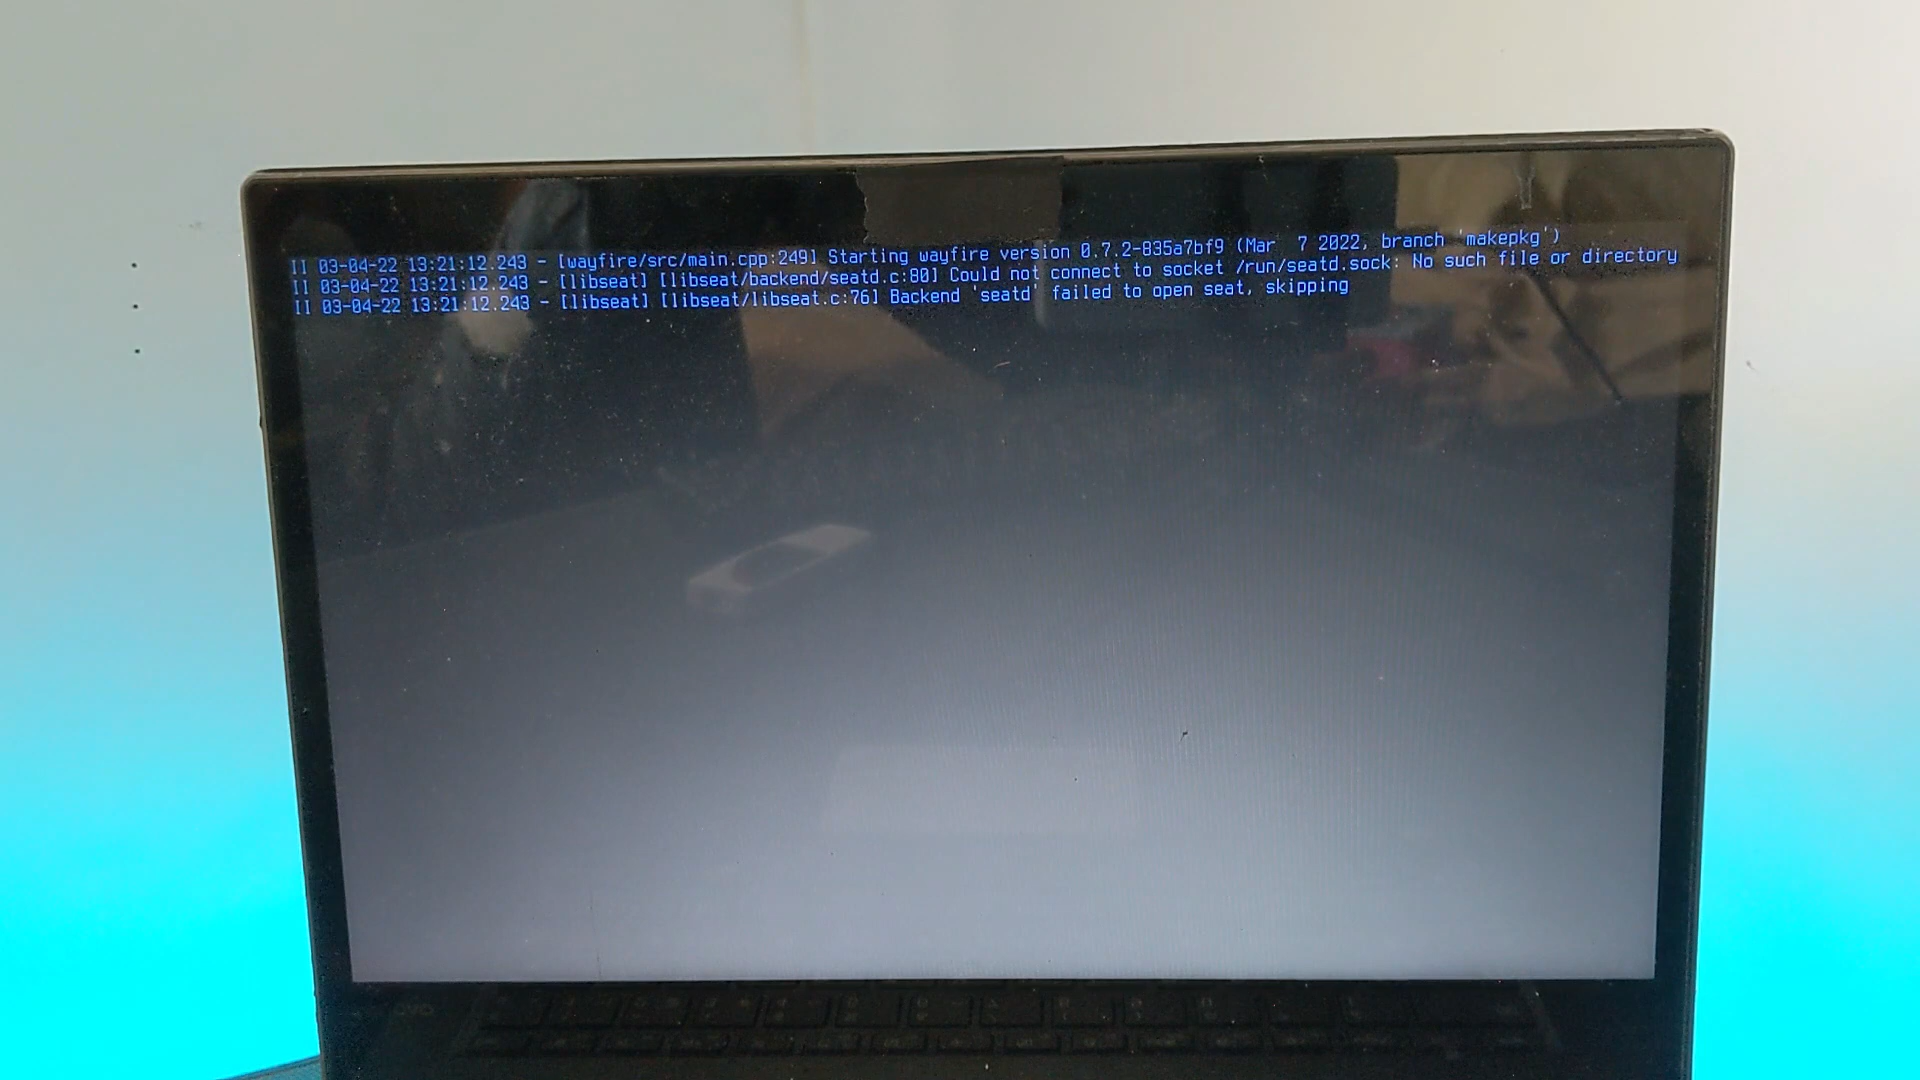 II 03-04-22 13:21:12.243 - [wayfire/src/main.cpp:249] Starting wayfire version 0.7.2-835a7bf9 (Mar  7 2022, branch 'makepkg')
II 03-04-22 13:21:12.243 - [libseat] [libseat/backend/seatd.c:80] Could not connect to socket /run/seatd.sock: No such file or directory
II 03-04-22 13:21:12.243 - [libseat] [libseat/libseat.c:76] Backend 'seatd' failed to open seat, skipping